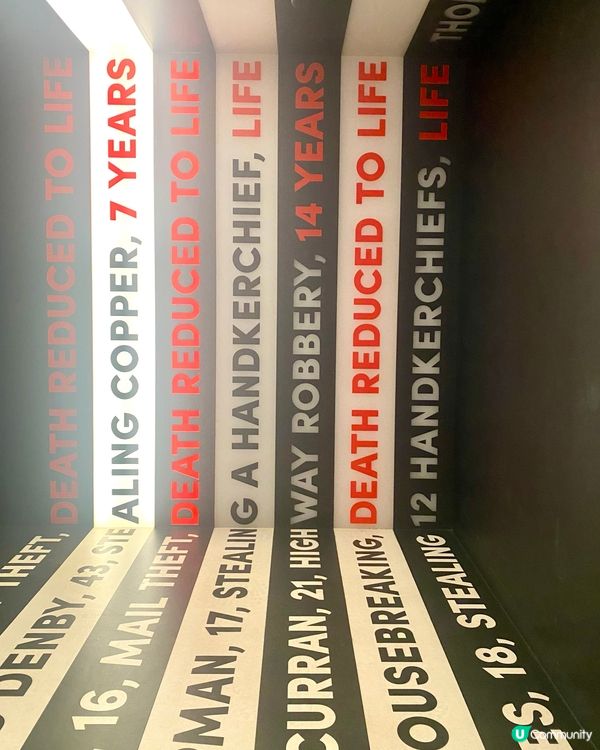 THEFT, DEATH REDUCED TO LIFE
DENBY, 43, STEALING COPPER, 7 YEARS
16, MAIL THEFT, DEATH REDUCED TO LIFE
PMAN, 17, STEALING A HANDKERCHIEF, LIFE
CURRAN, 21, HIGHWAY ROBBERY, 14 YEARS
OUSEBREAKING, DEATH REDUCED TO LIFE
S, 18, STEALING 12 HANDKERCHIEFS, LIFE
THO
U Community